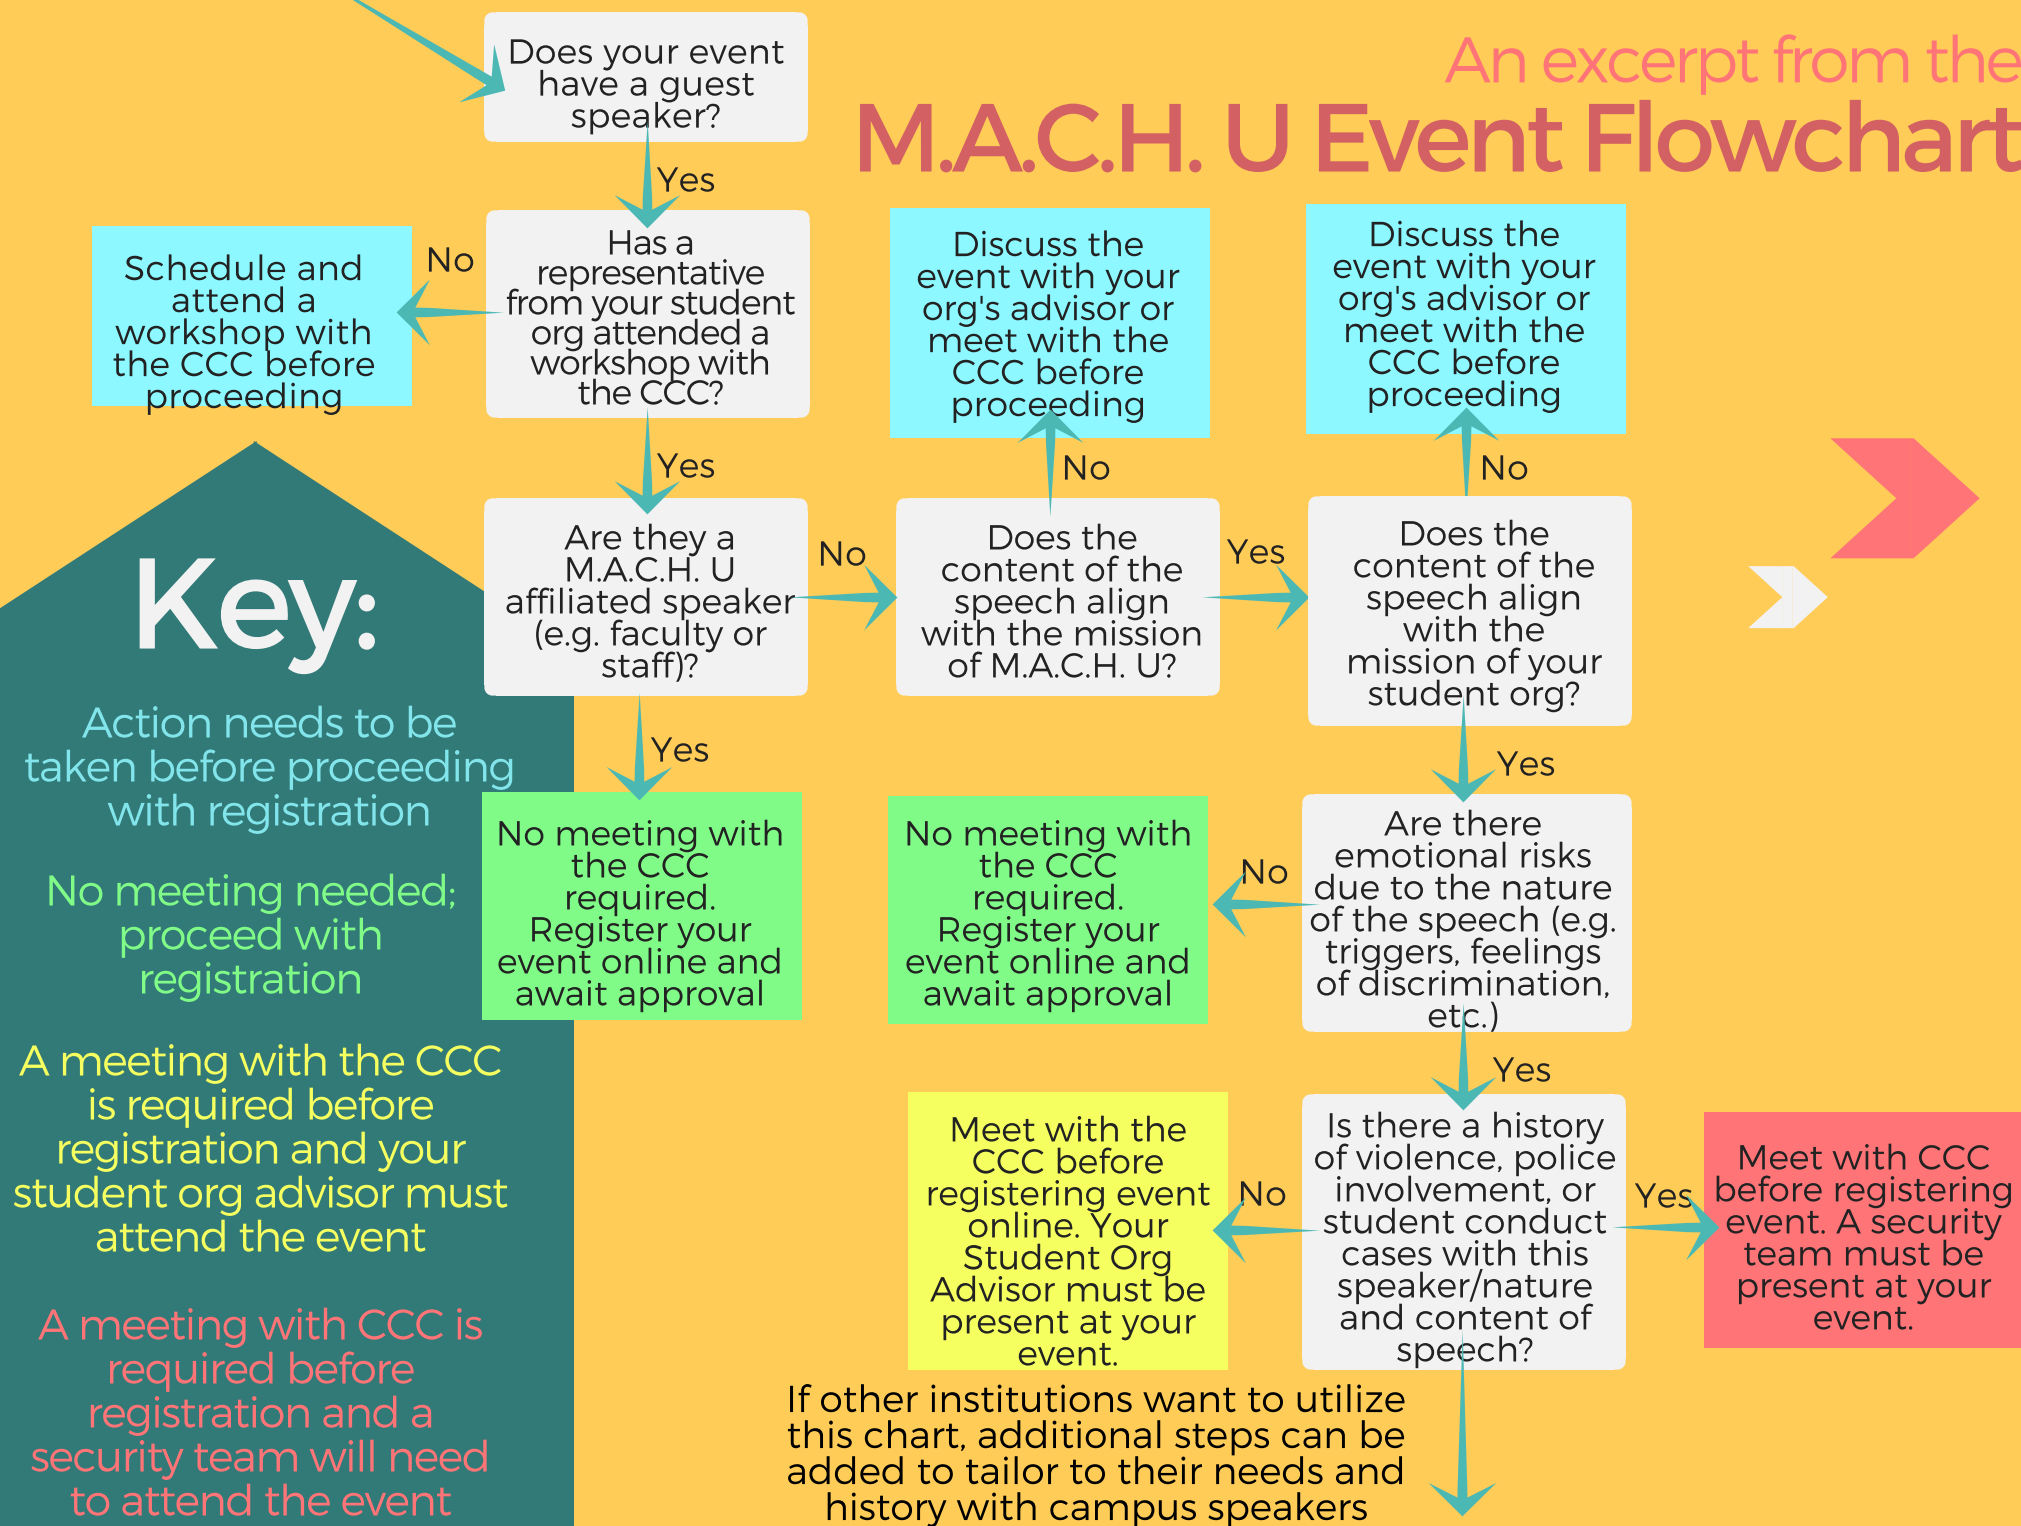 An excerpt from the
M.A.C.H. U Event Flowchart
Does your event
have a guest
speaker?
Yes
Has a
representative
from your student
org attended a
workshop with
the CCC?
No
Schedule and
attend a
workshop with
the CCC before
proceeding
Yes
Are they a
M.A.C.H. U
affiliated speaker
(e.g. faculty or
staff)?
No
Does the
content of the
speech align
with the mission
of M.A.C.H. U?
No
Discuss the
event with your
org's advisor or
meet with the
CCC before
proceeding
Yes
Does the
content of the
speech align
with the
mission of your
student org?
No
Discuss the
event with your
org's advisor or
meet with the
CCC before
proceeding
Yes
No meeting with
the CCC
required.
Register your
event online and
await approval
Yes
Are there
emotional risks
due to the nature
of the speech (e.g.
triggers, feelings
of discrimination,
etc.)
No
No meeting with
the CCC
required.
Register your
event online and
await approval
Yes
Is there a history
of violence, police
involvement, or
student conduct
cases with this
speaker/nature
and content of
speech?
No
Meet with the
CCC before
registering event
online. Your
Student Org
Advisor must be
present at your
event.
Yes
Meet with CCC
before registering
event. A security
team must be
present at your
event.
Key:
Action needs to be
taken before proceeding
with registration
No meeting needed;
proceed with
registration
A meeting with the CCC
is required before
registration and your
student org advisor must
attend the event
A meeting with CCC is
required before
registration and a
security team will need
to attend the event
If other institutions want to utilize
this chart, additional steps can be
added to tailor to their needs and
history with campus speakers